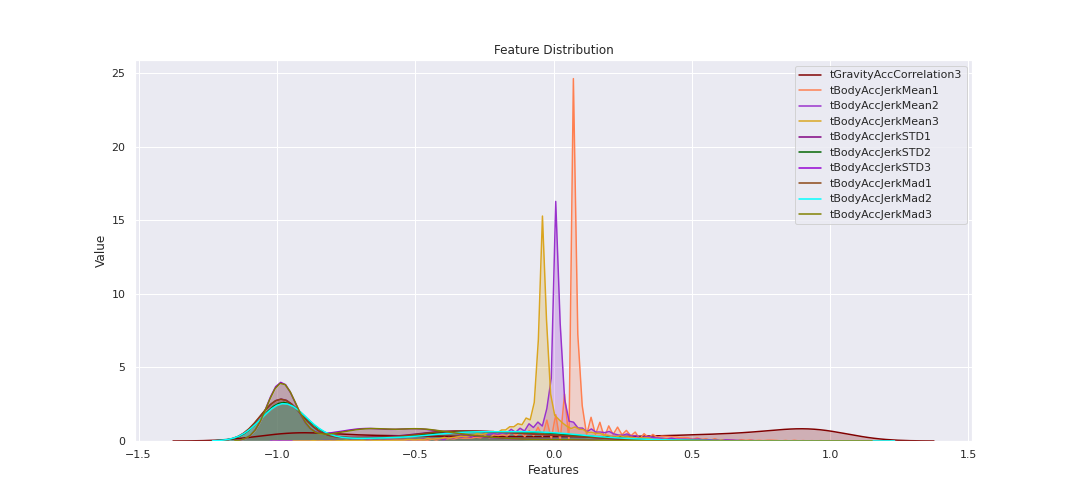 Feature Distribution
25
20
15
10
5
0
Value
−1.5
−1.0
−0.5
0.0
0.5
1.0
1.5
Features
tGravityAccCorrelation3
tBodyAccJerkMean1
tBodyAccJerkMean2
tBodyAccJerkMean3
tBodyAccJerkSTD1
tBodyAccJerkSTD2
tBodyAccJerkSTD3
tBodyAccJerkMad1
tBodyAccJerkMad2
tBodyAccJerkMad3